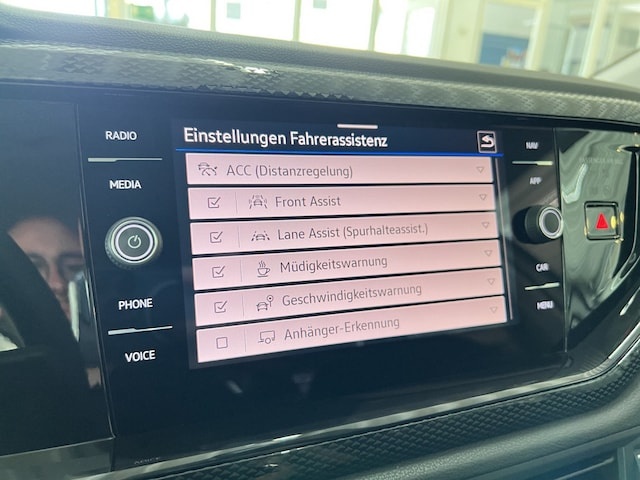 RADIO
MEDIA
PHONE
VOICE
Einstellungen Fahrerassistenz
ACC (Distanzregelung)
Front Assist
Lane Assist (Spurhalteassist.)
Müdigkeitswarnung
Geschwindigkeitswarnung
Anhänger-Erkennung
NAV
APP
CAR
MENU